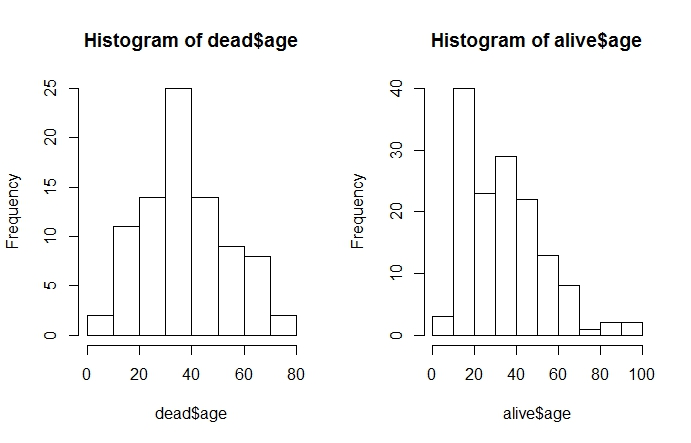 Histogram of dead$age
Frequency
25
20
15
10
5
0
0 20 40 60 80
dead$age
Histogram of alive$age
Frequency
40
30
20
10
0
0 20 40 60 80 100
alive$age